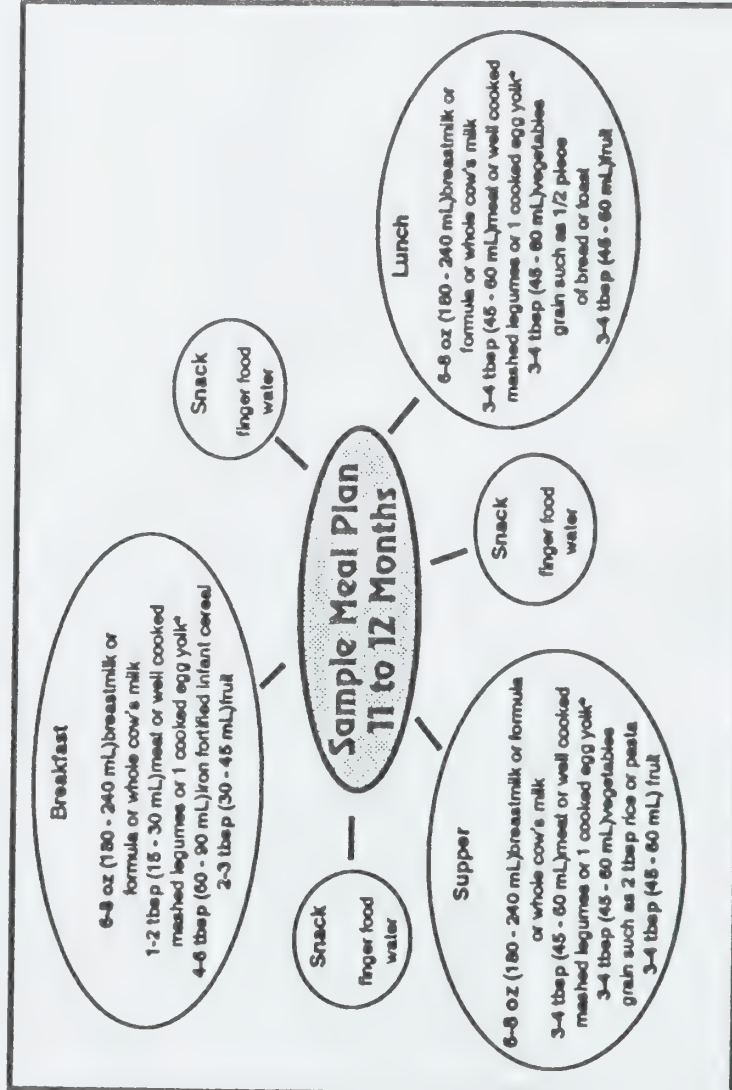 Breakfast
6-8 oz (180 - 240 mL)breastmilk or
formula or whole cow's milk
1-2 tbsp (15 - 30 mL)meat or well cooked
mashed legumes or 1 cooked egg yolk*
4-6 tbsp (60 - 90 mL)iron fortified infant cereal
2-3 tbsp (30 - 45 mL)fruit
Snack
finger food
water
Sample Meal Plan
11 to 12 Months
Lunch
6-8 oz (180 - 240 mL)breastmilk or
formula or whole cow's milk
3-4 tbsp (45 - 60 mL)meat or well cooked
mashed legumes or 1 cooked egg yolk*
3-4 tbsp (45 - 60 mL)vegetables
grain such as 1/2 piece
of bread or toast
3-4 tbsp (45 - 60 mL)fruit
Snack
finger food
water
Supper
6-8 oz (180 - 240 mL)breastmilk or formula
or whole cow's milk
3-4 tbsp (45 - 60 mL)meat or well cooked
mashed legumes or 1 cooked egg yolk*
3-4 tbsp (45 - 60 mL)vegetables
grain such as 2 tbsp rice or pasta
3-4 tbsp (45 - 60 mL) fruit
Snack
finger food
water